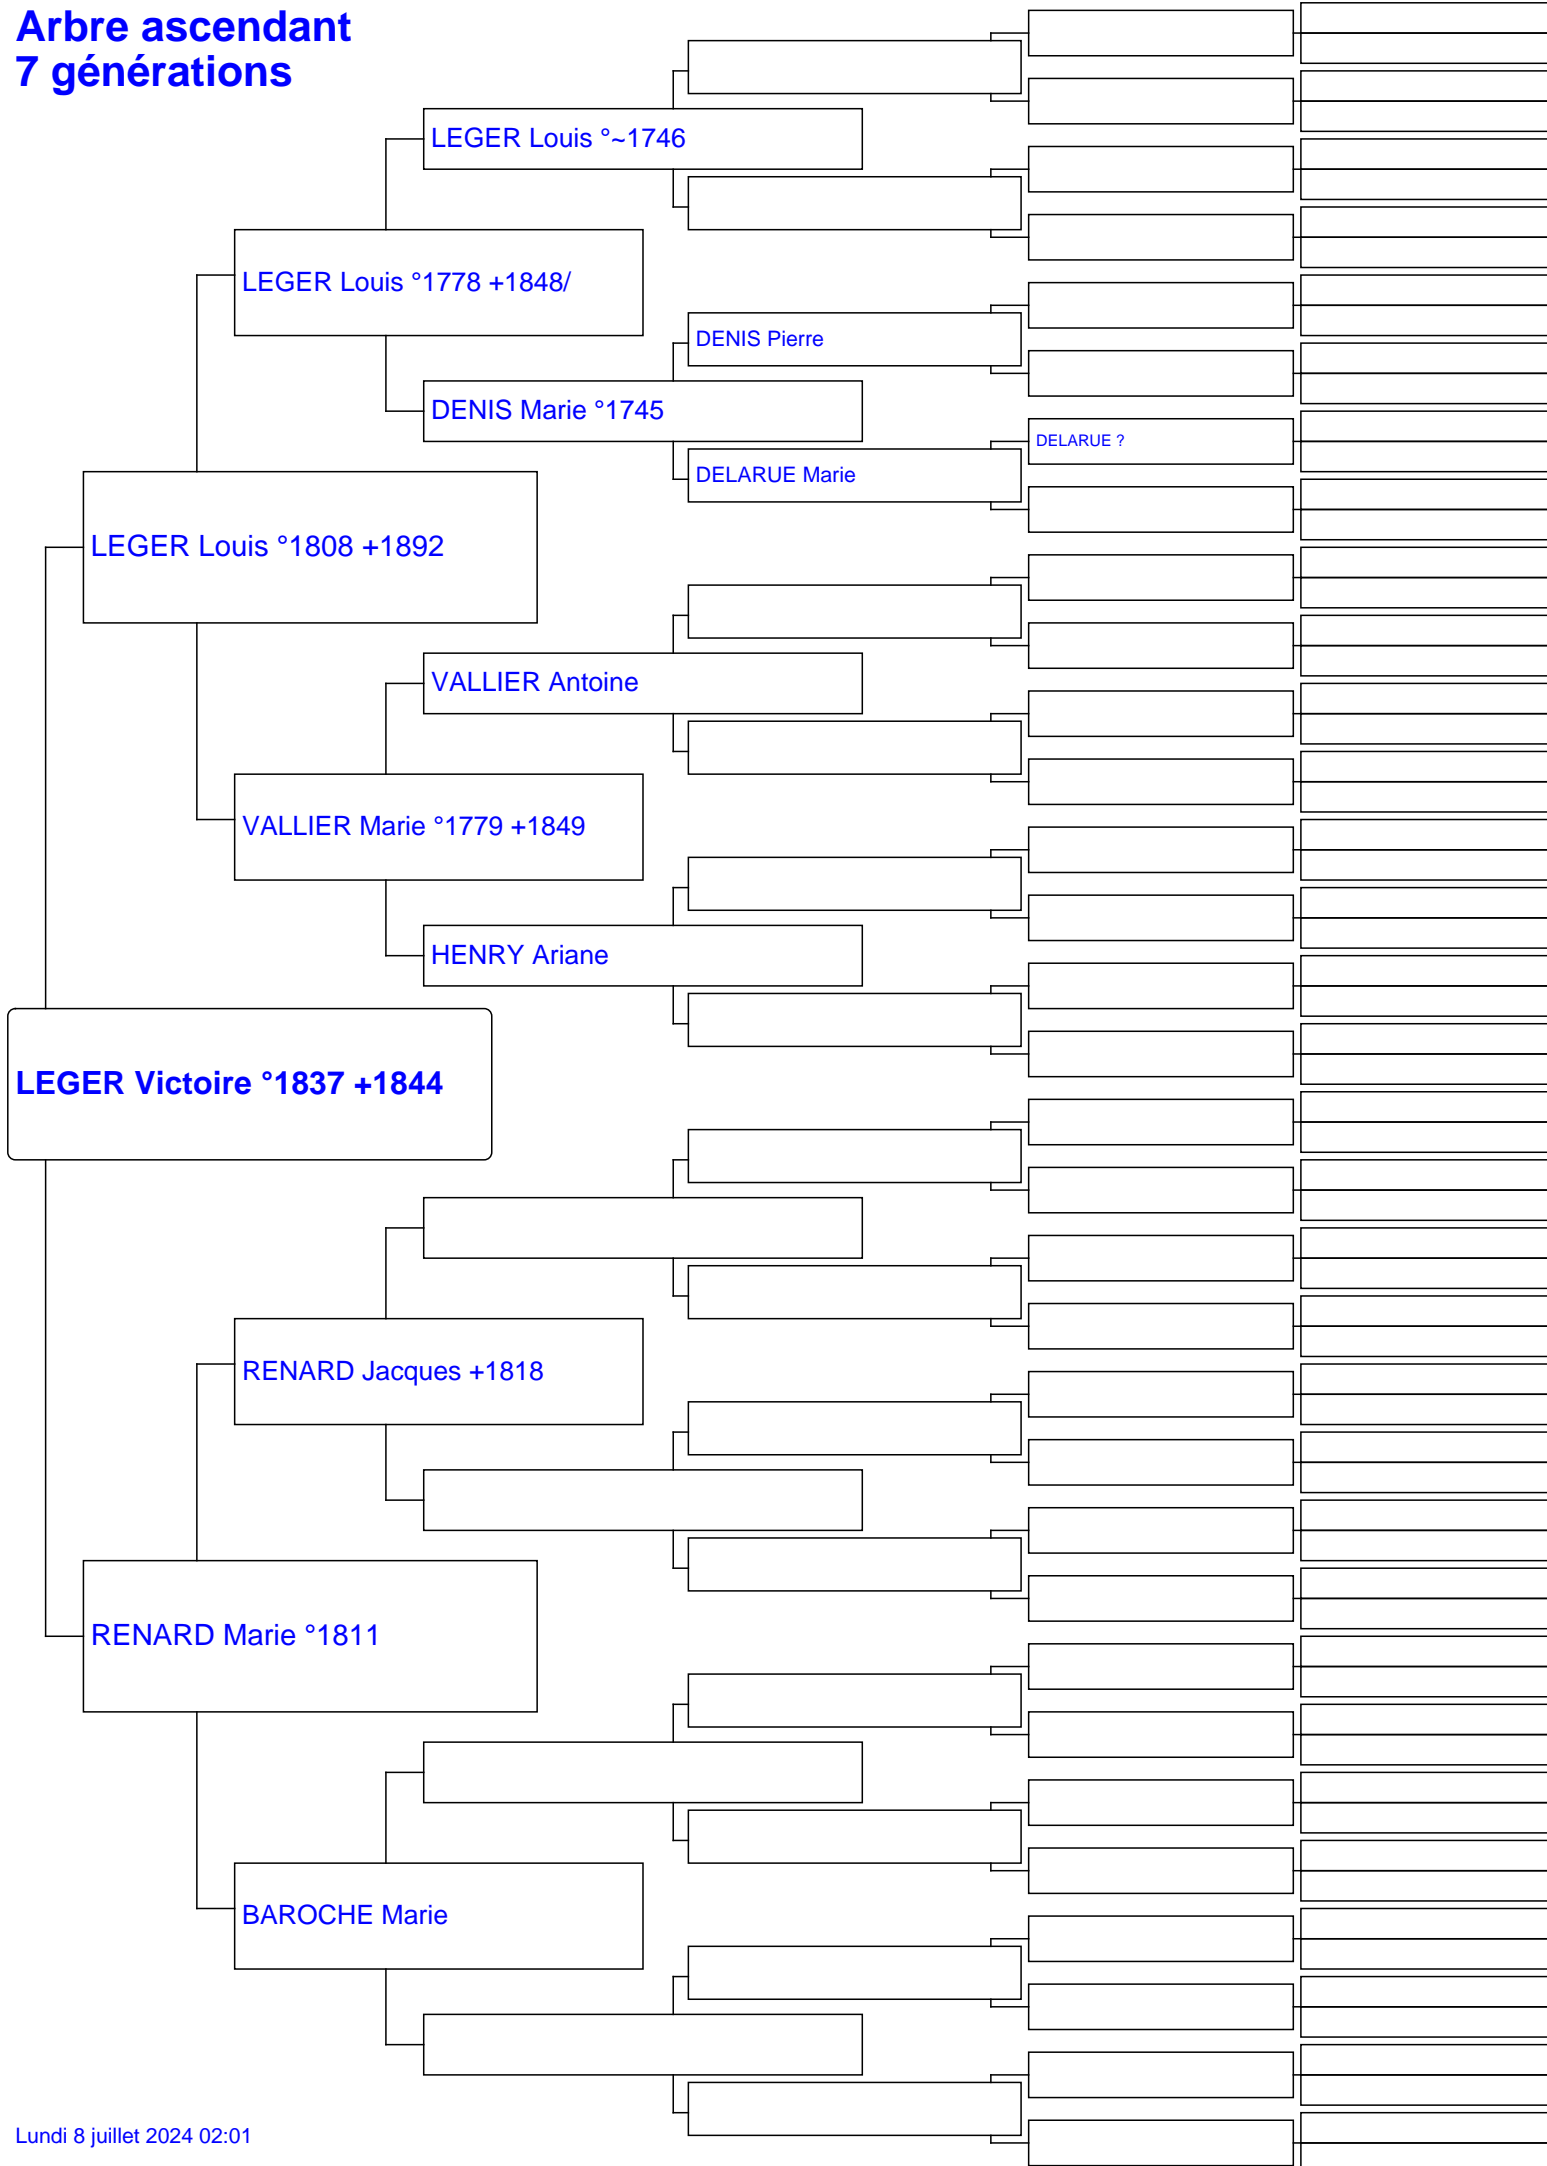 Arbre ascendant
7 générations
LEGER Louis °~1746
LEGER Louis °1778 +1848/
DENIS Pierre
DENIS Marie °1745
DELARUE ?
DELARUE Marie
LEGER Louis °1808 +1892
VALLIER Antoine
VALLIER Marie °1779 +1849
HENRY Ariane
LEGER Victoire °1837 +1844
RENARD Jacques +1818
RENARD Marie °1811
BAROCHE Marie
Lundi 8 juillet 2024 02:01